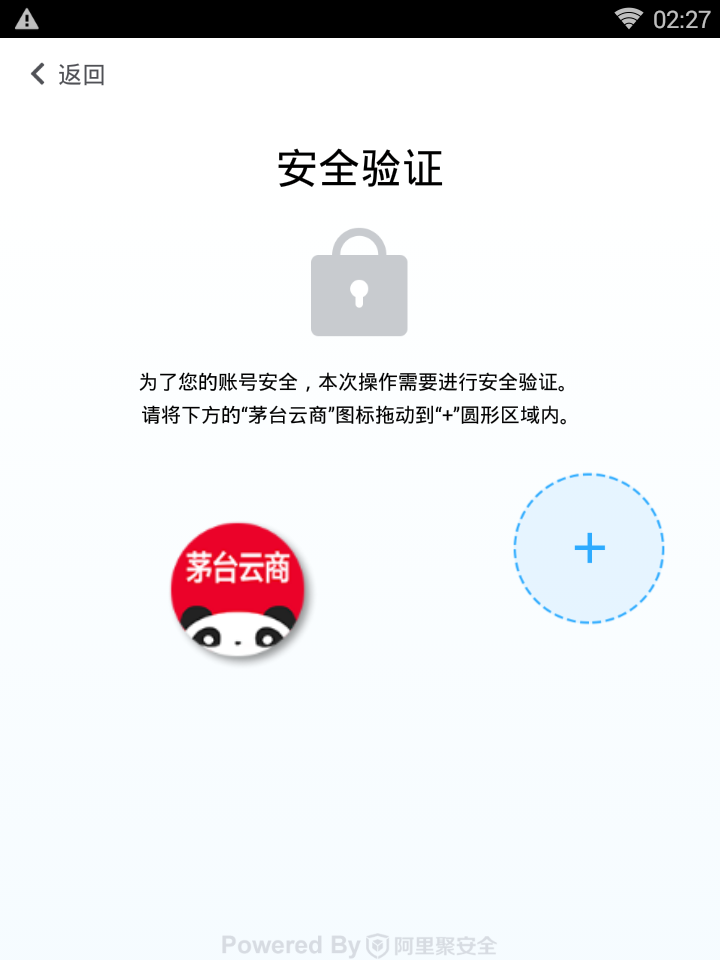 02:27
返回
安全验证
为了您的账号安全，本次操作需要进行安全验证。
请将下方的“茅台云商”图标拖动到“+”圆形区域内。
茅台云商
+
Powered By 阿里聚安全